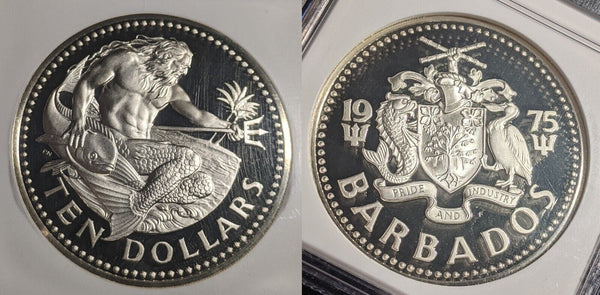 TEN DOLLARS
19 75
PRIDE AND INDUSTRY
BARBADOS